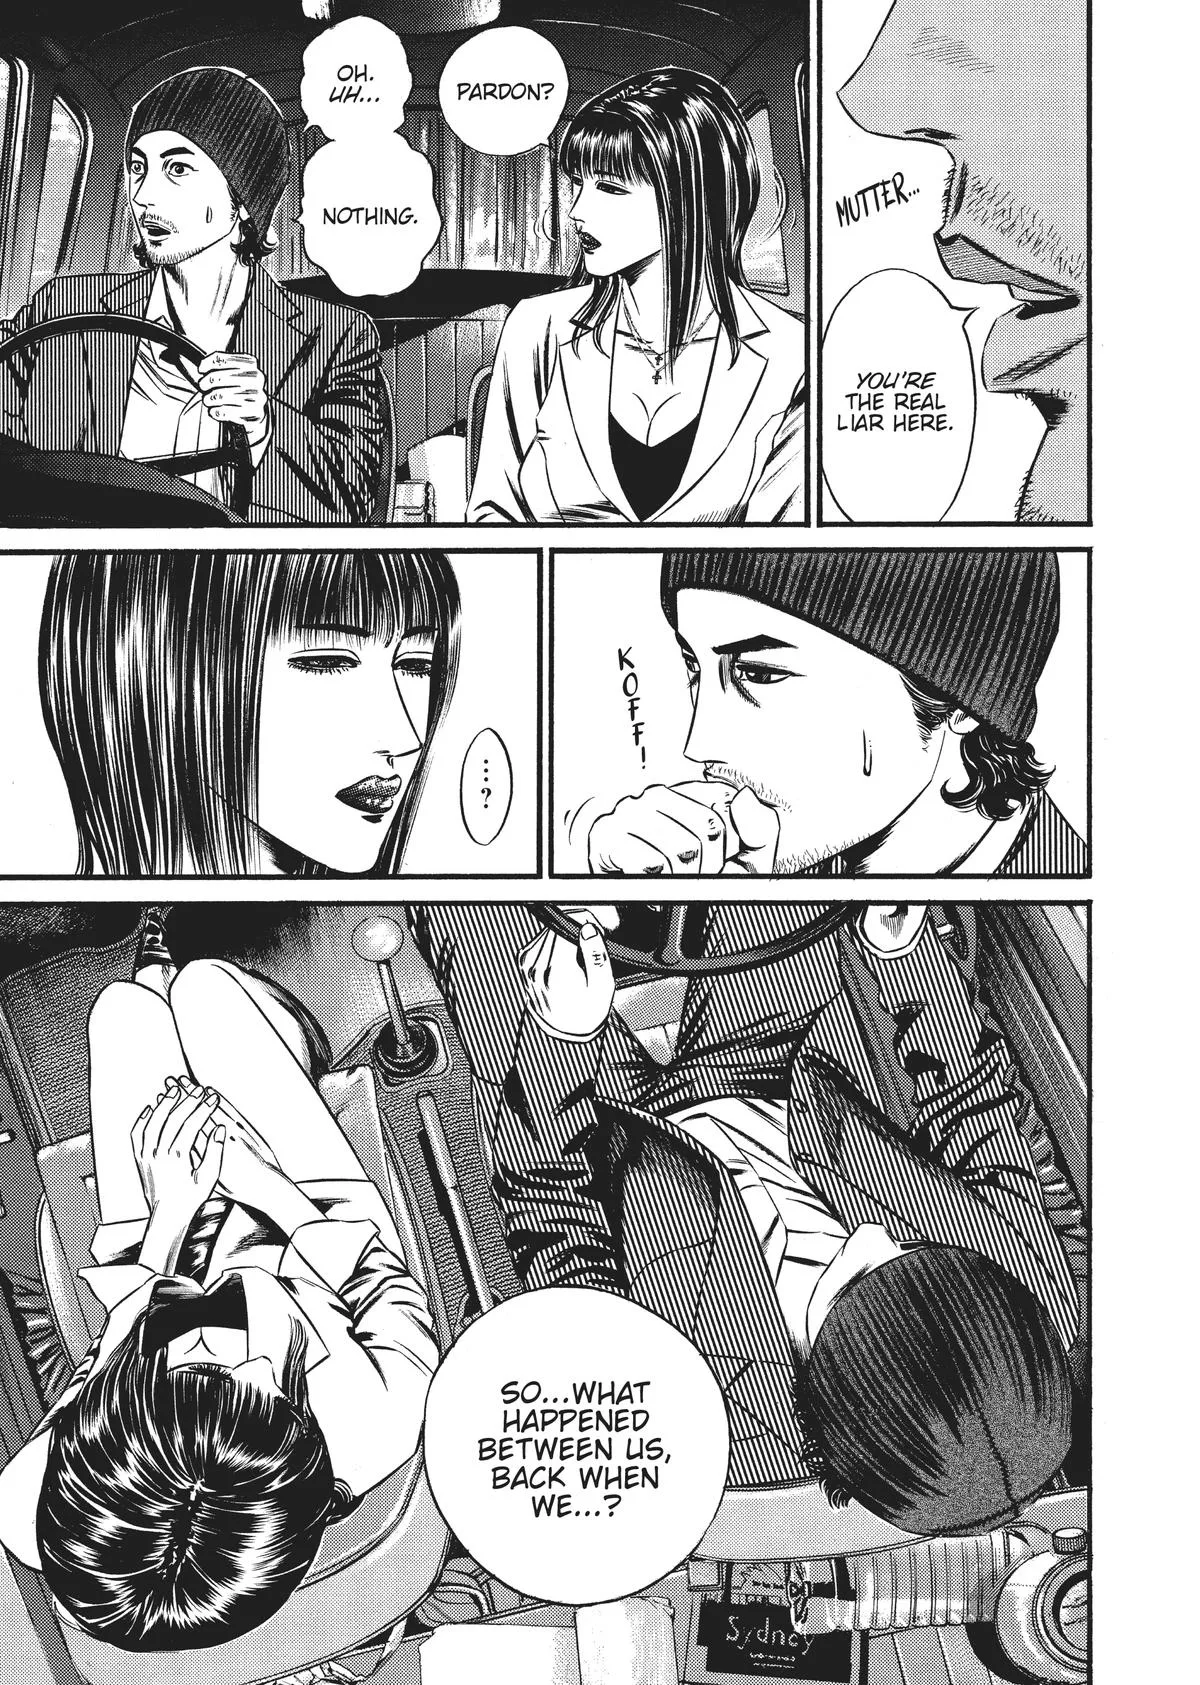 MUTTER...
YOU'RE
THE REAL
LIAR HERE.
PARDON?
OH.
UH...
NOTHING.
KOFF!
...?
SO...WHAT
HAPPENED
BETWEEN US,
BACK WHEN
WE...?
Sydney